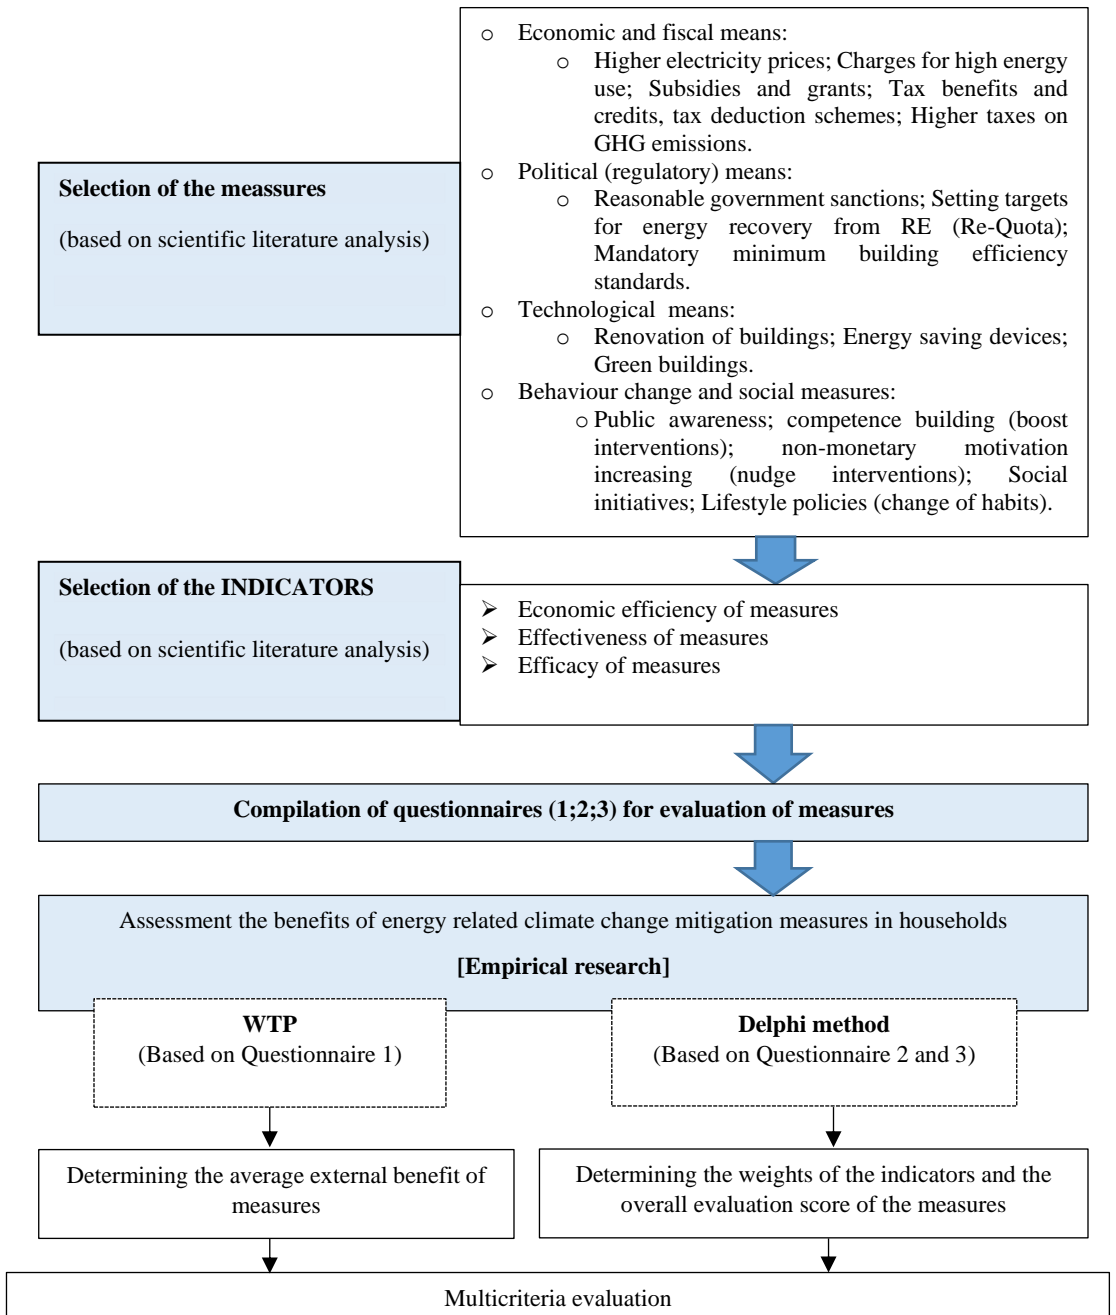 o Economic and fiscal means:
o Higher electricity prices; Charges for high energy
use; Subsidies and grants; Tax benefits and
credits, tax deduction schemes; Higher taxes on
GHG emissions.
o Political (regulatory) means:
o Reasonable government sanctions; Setting targets
for energy recovery from RE (Re-Quota);
Mandatory minimum building efficiency
standards.
o Technological means:
o Renovation of buildings; Energy saving devices;
Green buildings.
o Behaviour change and social measures:
o Public awareness; competence building (boost
interventions); non-monetary motivation
increasing (nudge interventions); Social
initiatives; Lifestyle policies (change of habits).
Selection of the meassures
(based on scientific literature analysis)
Selection of the INDICATORS
(based on scientific literature analysis)
➢ Economic efficiency of measures
➢ Effectiveness of measures
➢ Efficacy of measures
Compilation of questionnaires (1;2;3) for evaluation of measures
Assessment the benefits of energy related climate change mitigation measures in households
[Empirical research]
WTP
(Based on Questionnaire 1)
Delphi method
(Based on Questionnaire 2 and 3)
Determining the average external benefit of
measures
Determining the weights of the indicators and the
overall evaluation score of the measures
Multicriteria evaluation